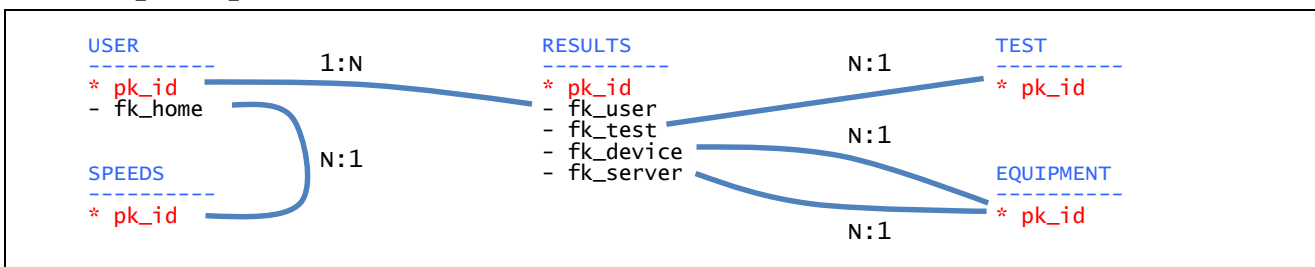 USER
----------
* pk_id
- fk_home
SPEEDS
----------
* pk_id
1:N
N:1
RESULTS
----------
* pk_id
- fk_user
- fk_test
- fk_device
- fk_server
N:1
N:1
N:1
TEST
----------
* pk_id
EQUIPMENT
----------
* pk_id